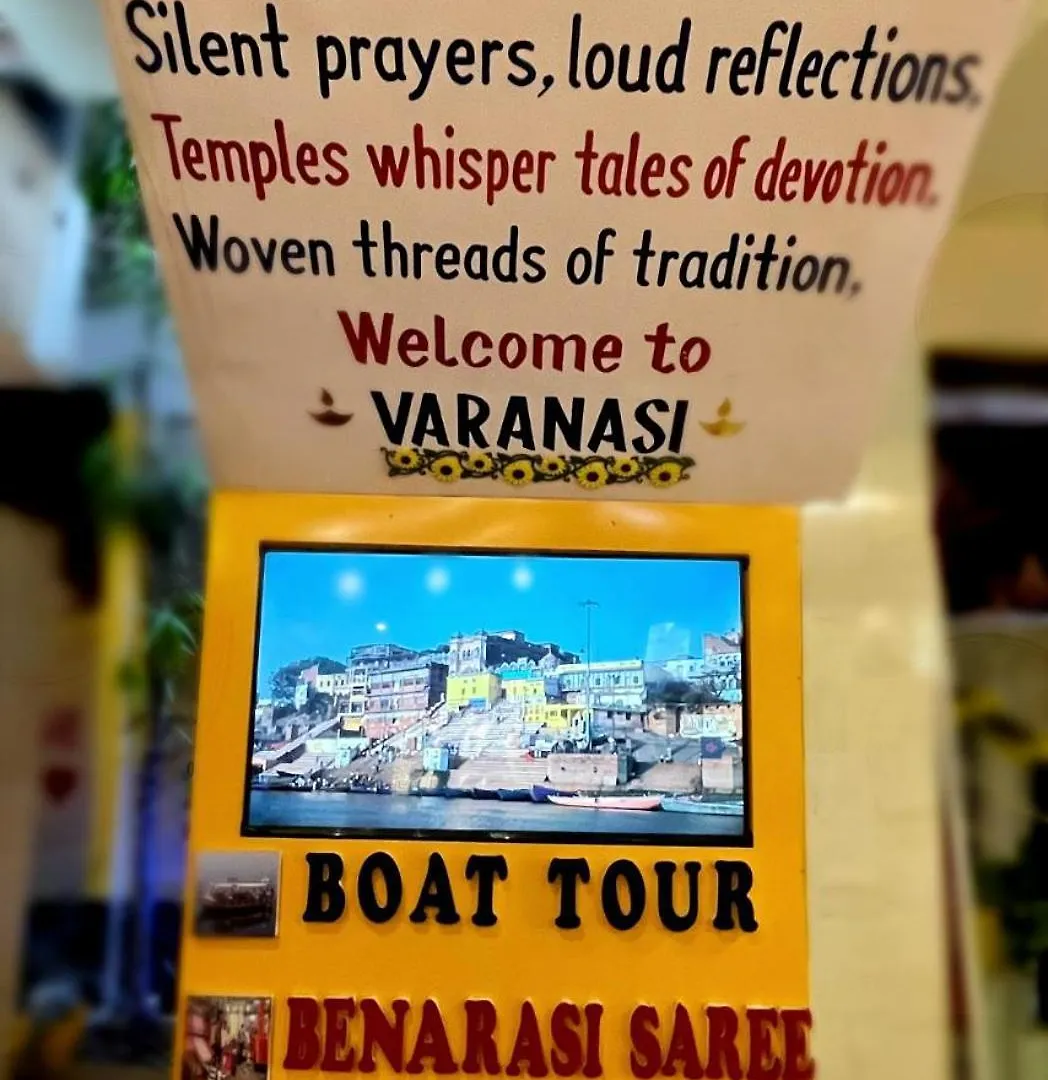 Silent prayers, loud reflections,
Temples whisper tales of devotion.
Woven threads of tradition,
Welcome to
VARANASI
BOAT TOUR
BENARASI SAREE